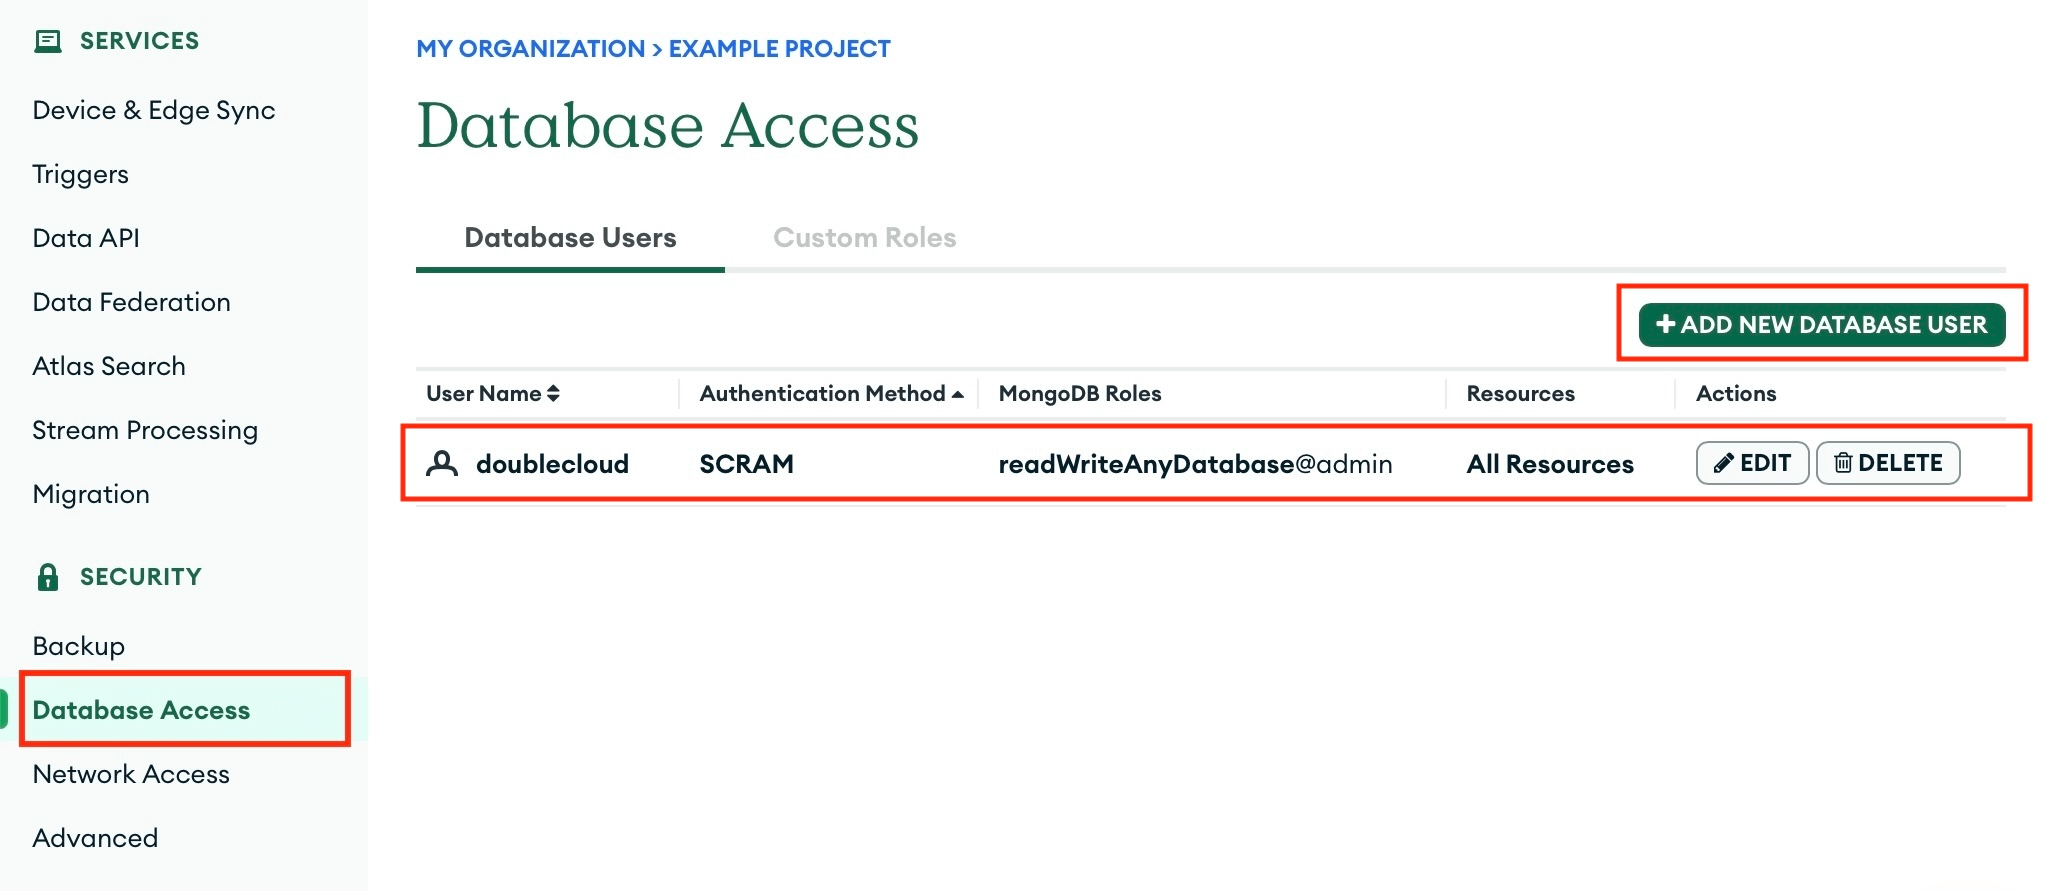 SERVICES
Device & Edge Sync
Triggers
Data API
Data Federation
Atlas Search
Stream Processing
Migration
SECURITY
Backup
Database Access
Network Access
Advanced
MY ORGANIZATION > EXAMPLE PROJECT
Database Access
Database Users Custom Roles
+ ADD NEW DATABASE USER
User Name Authentication Method MongoDB Roles Resources Actions
doublecloud SCRAM readWriteAnyDatabase@admin All Resources EDIT DELETE